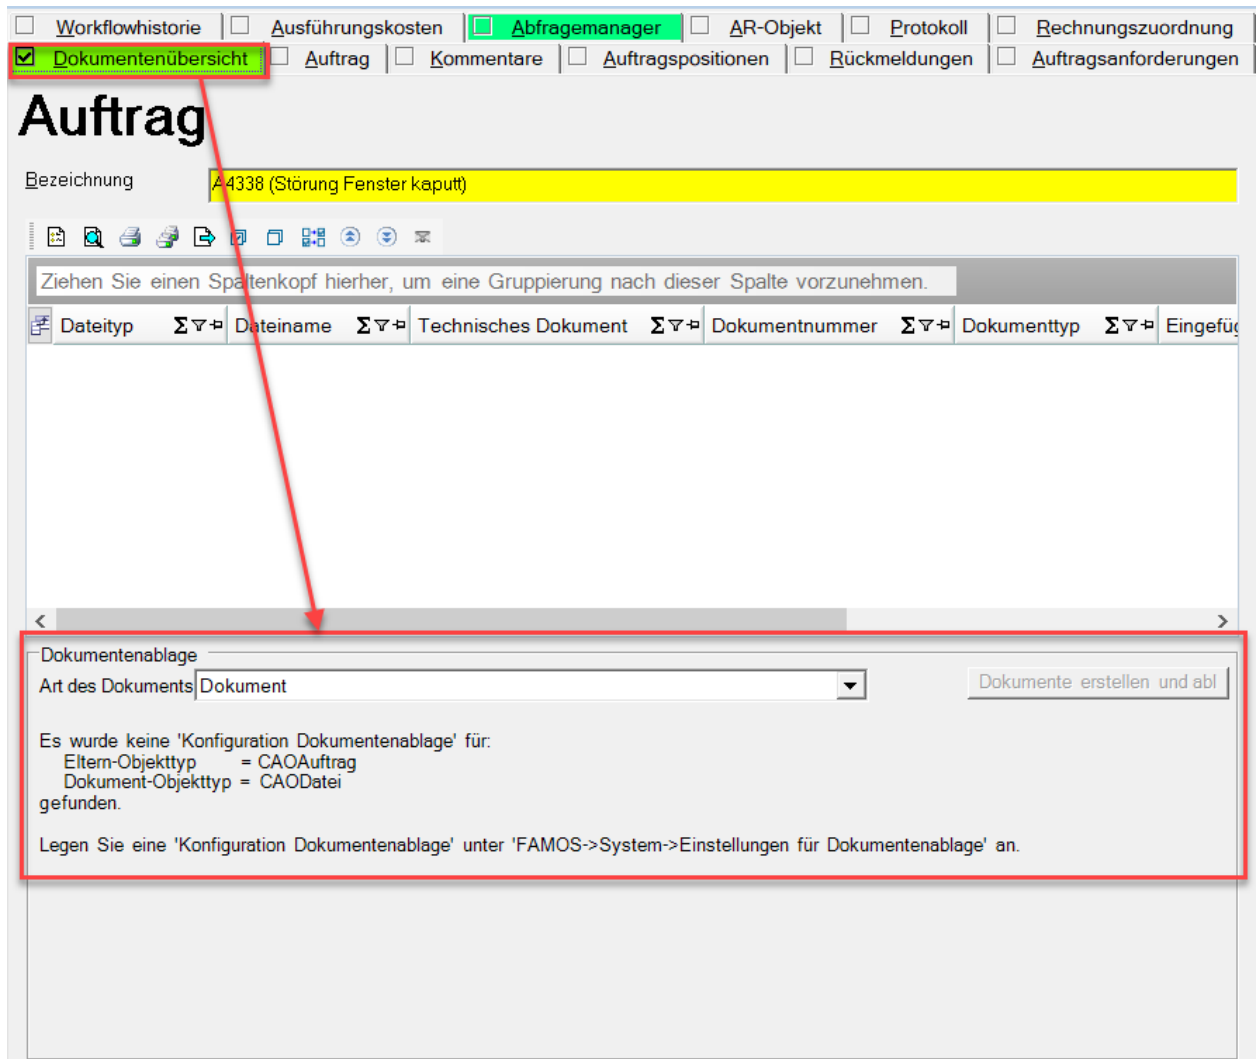 Workflowhistorie Ausführungskosten Abfragemanager AR-Objekt Protokoll Rechnungszuordnung
Dokumentenübersicht Auftrag Kommentare Auftragspositionen Rückmeldungen Auftragsanforderungen
Auftrag
Bezeichnung A4338 (Störung Fenster kaputt)
Ziehen Sie einen Spaltenkopf hierher, um eine Gruppierung nach dieser Spalte vorzunehmen.
Dateityp Σ Dateiname Σ Technisches Dokument Σ Dokumentnummer Σ Dokumenttyp Σ Eingefüg
Dokumentenablage
Art des Dokuments Dokument Dokumente erstellen und abl
Es wurde keine 'Konfiguration Dokumentenablage' für:
Eltern-Objekttyp = CAOAuftrag
Dokument-Objekttyp = CAODatei
gefunden.
Legen Sie eine 'Konfiguration Dokumentenablage' unter 'FAMOS->System->Einstellungen für Dokumentenablage' an.